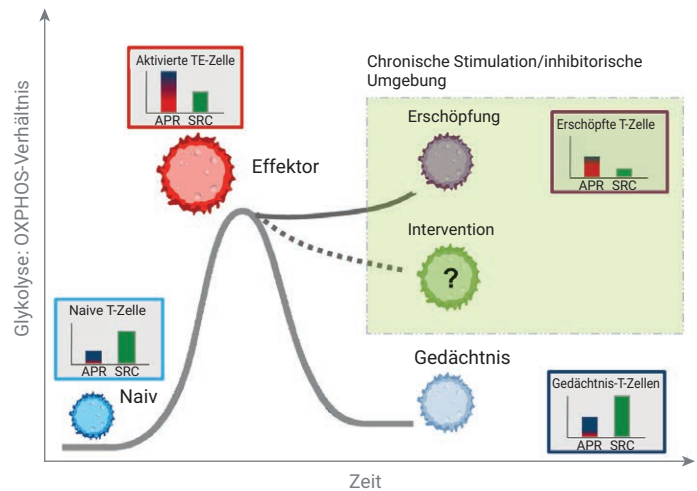 Glykolyse: OXPHOS-Verhältnis
Aktivierte TE-Zelle
APR SRC
Effektor
Chronische Stimulation/inhibitorische
Umgebung
Erschöpfung
Erschöpfte T-Zelle
APR SRC
Intervention
?
Naive T-Zelle
APR SRC
Naiv
Gedächtnis
Gedächtnis-T-Zellen
APR SRC
Zeit